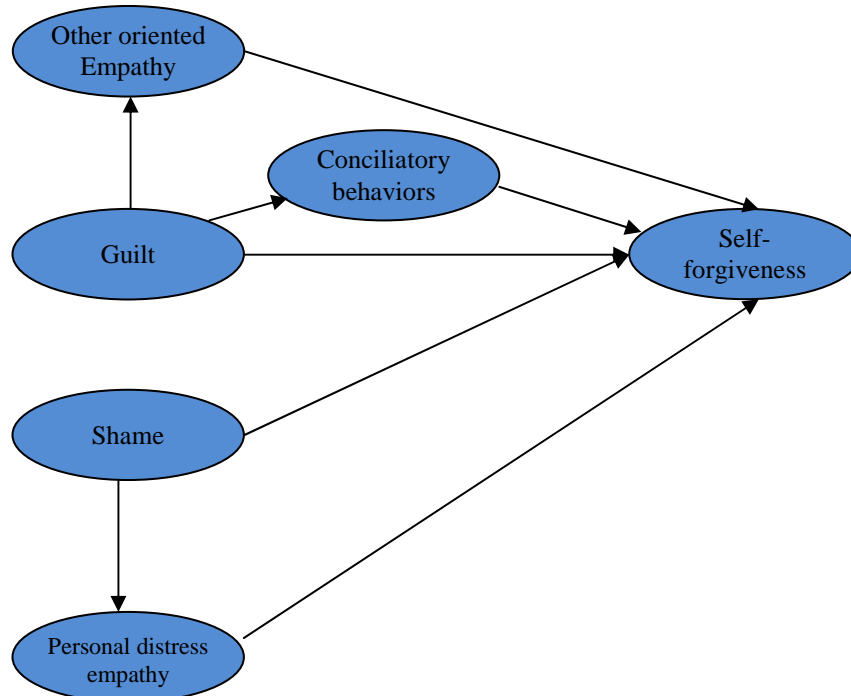 Other oriented
Empathy
Conciliatory
behaviors
Guilt
Self-
forgiveness
Shame
Personal distress
empathy